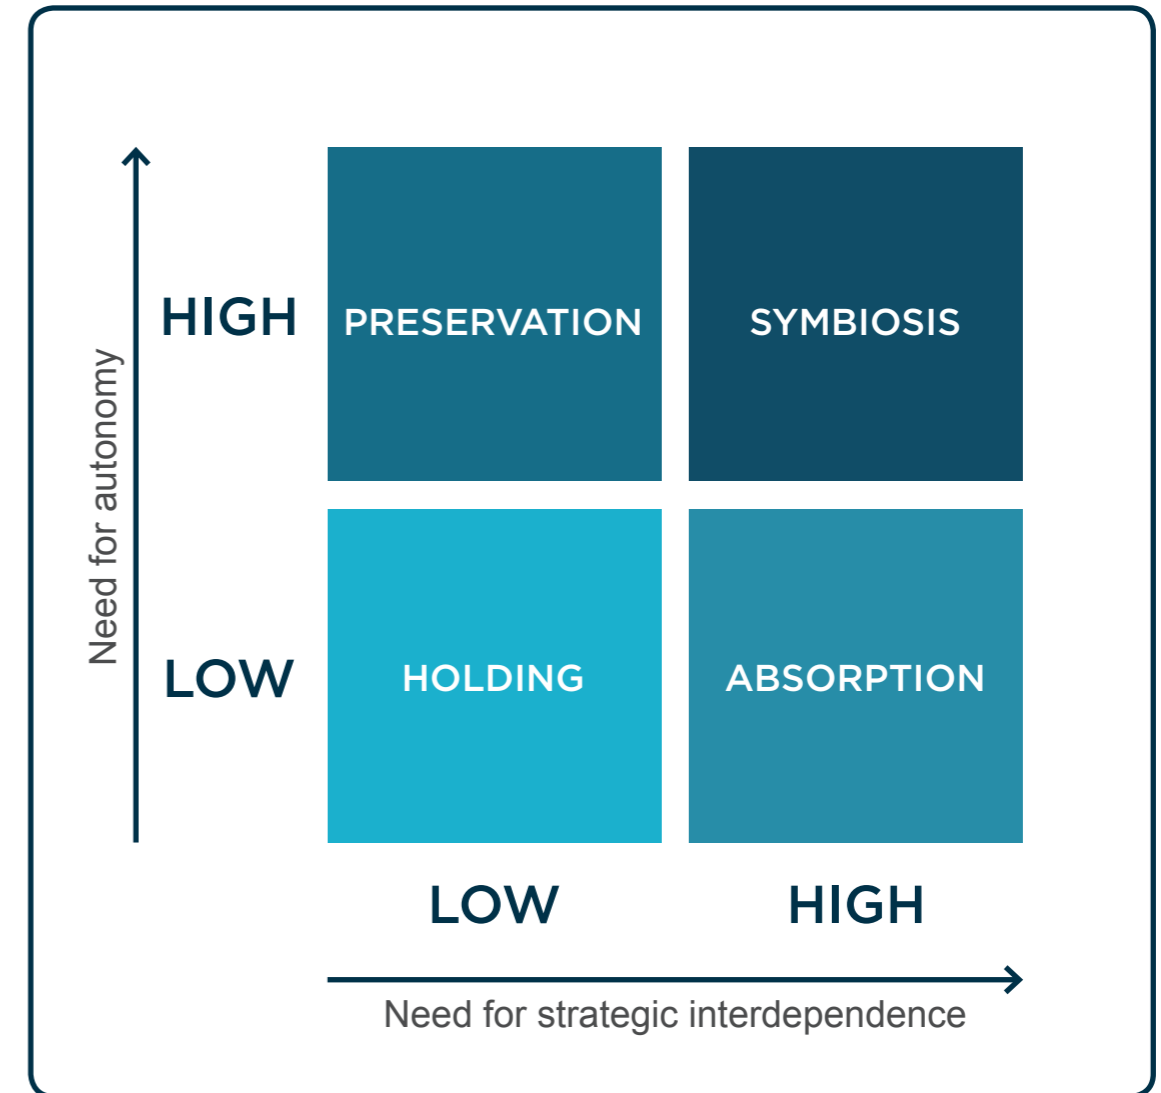 Need for autonomy
HIGH
PRESERVATION
SYMBIOSIS
LOW
HOLDING
ABSORPTION
LOW
HIGH
Need for strategic interdependence